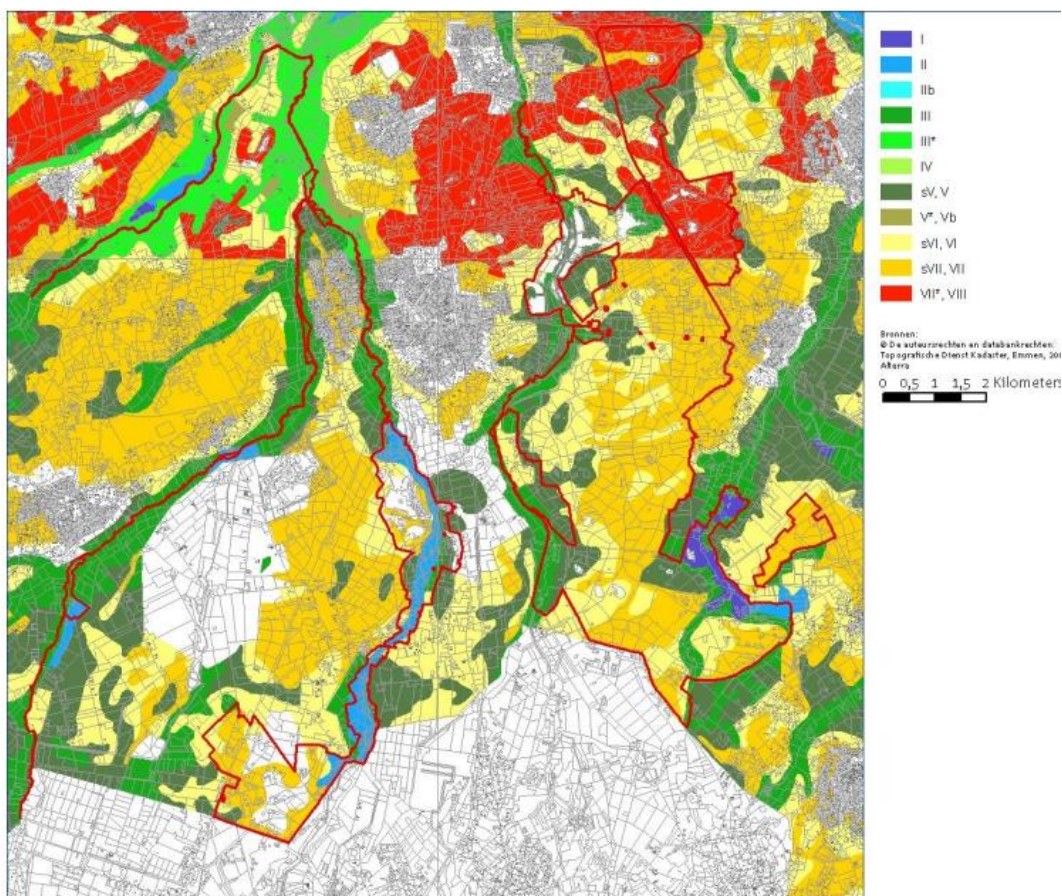 I
II
IIb
III
III*
IV
sV, V
V*, Vb
sVI, VI
sVII, VII
VII*, VIII
Bronnen:
© De auteursrechten en databankrechten:
Topografische Dienst Kadaster, Emmen, 200
Alterra
0 0,5 1 1,5 2 Kilometers